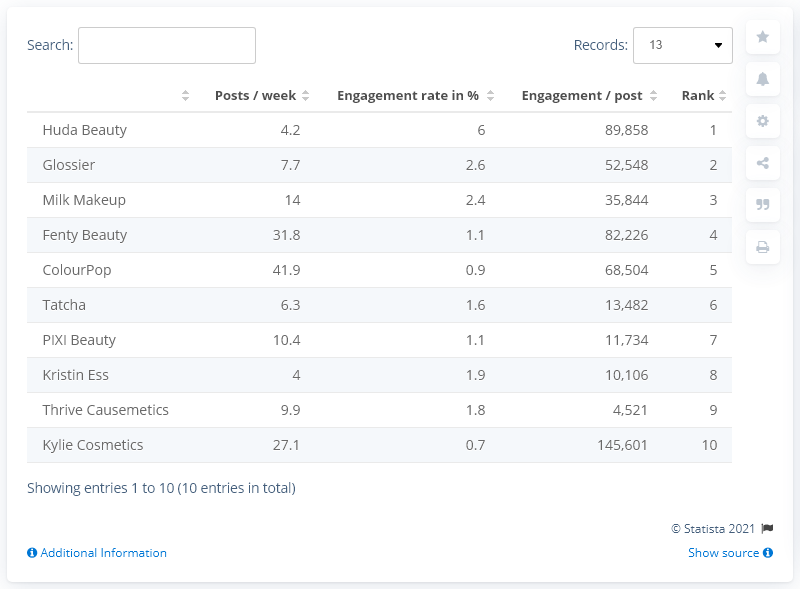 Search:
Records: 13
Posts / week Engagement rate in % Engagement / post Rank
Huda Beauty 4.2 6 89,858 1
Glossier 7.7 2.6 52,548 2
Milk Makeup 14 2.4 35,844 3
Fenty Beauty 31.8 1.1 82,226 4
ColourPop 41.9 0.9 68,504 5
Tatcha 6.3 1.6 13,482 6
PIXI Beauty 10.4 1.1 11,734 7
Kristin Ess 4 1.9 10,106 8
Thrive Causemetics 9.9 1.8 4,521 9
Kylie Cosmetics 27.1 0.7 145,601 10
Showing entries 1 to 10 (10 entries in total)
© Statista 2021
Additional Information Show source